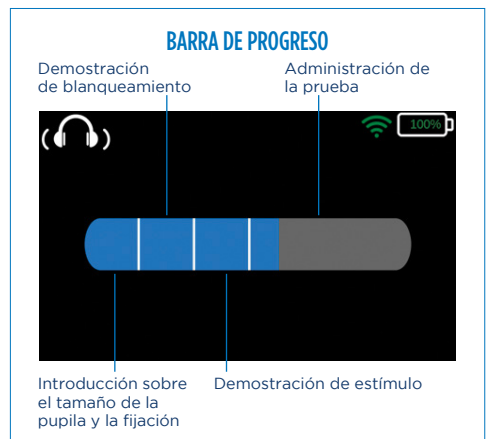 BARRA DE PROGRESO
Demostración
de blanqueamiento
Administración de
la prueba
100%
Introducción sobre
el tamaño de la
pupila y la fijación
Demostración de estímulo